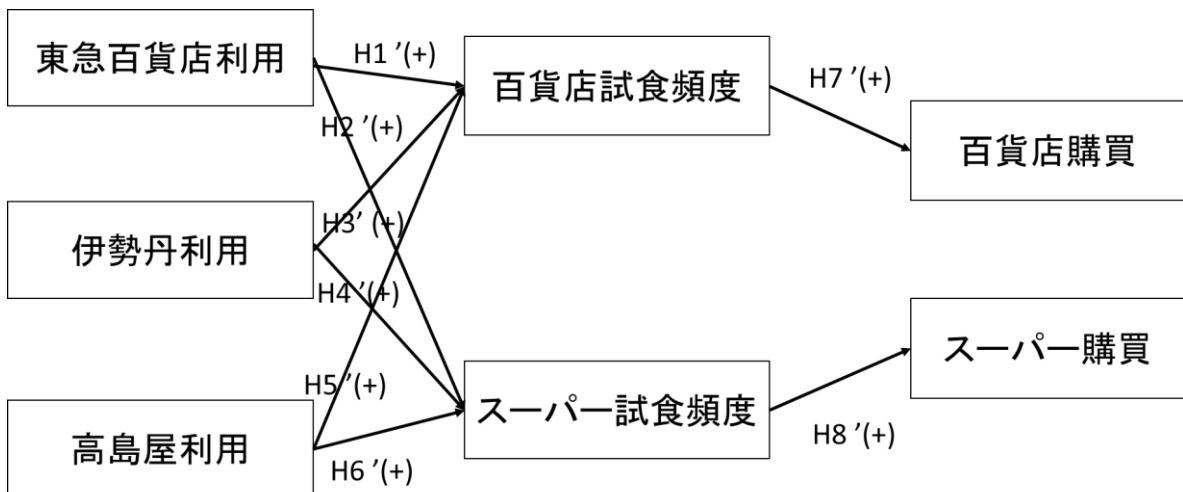 東急百貨店利用
H1 ’(+)
百貨店試食頻度
H7 ’(+)
H2 ’(+)
百貨店購買
伊勢丹利用
H3’ (+)
H4 ’(+)
スーパー購買
H5 ’(+)
スーパー試食頻度
高島屋利用
H6 ’(+)
H8 ’(+)